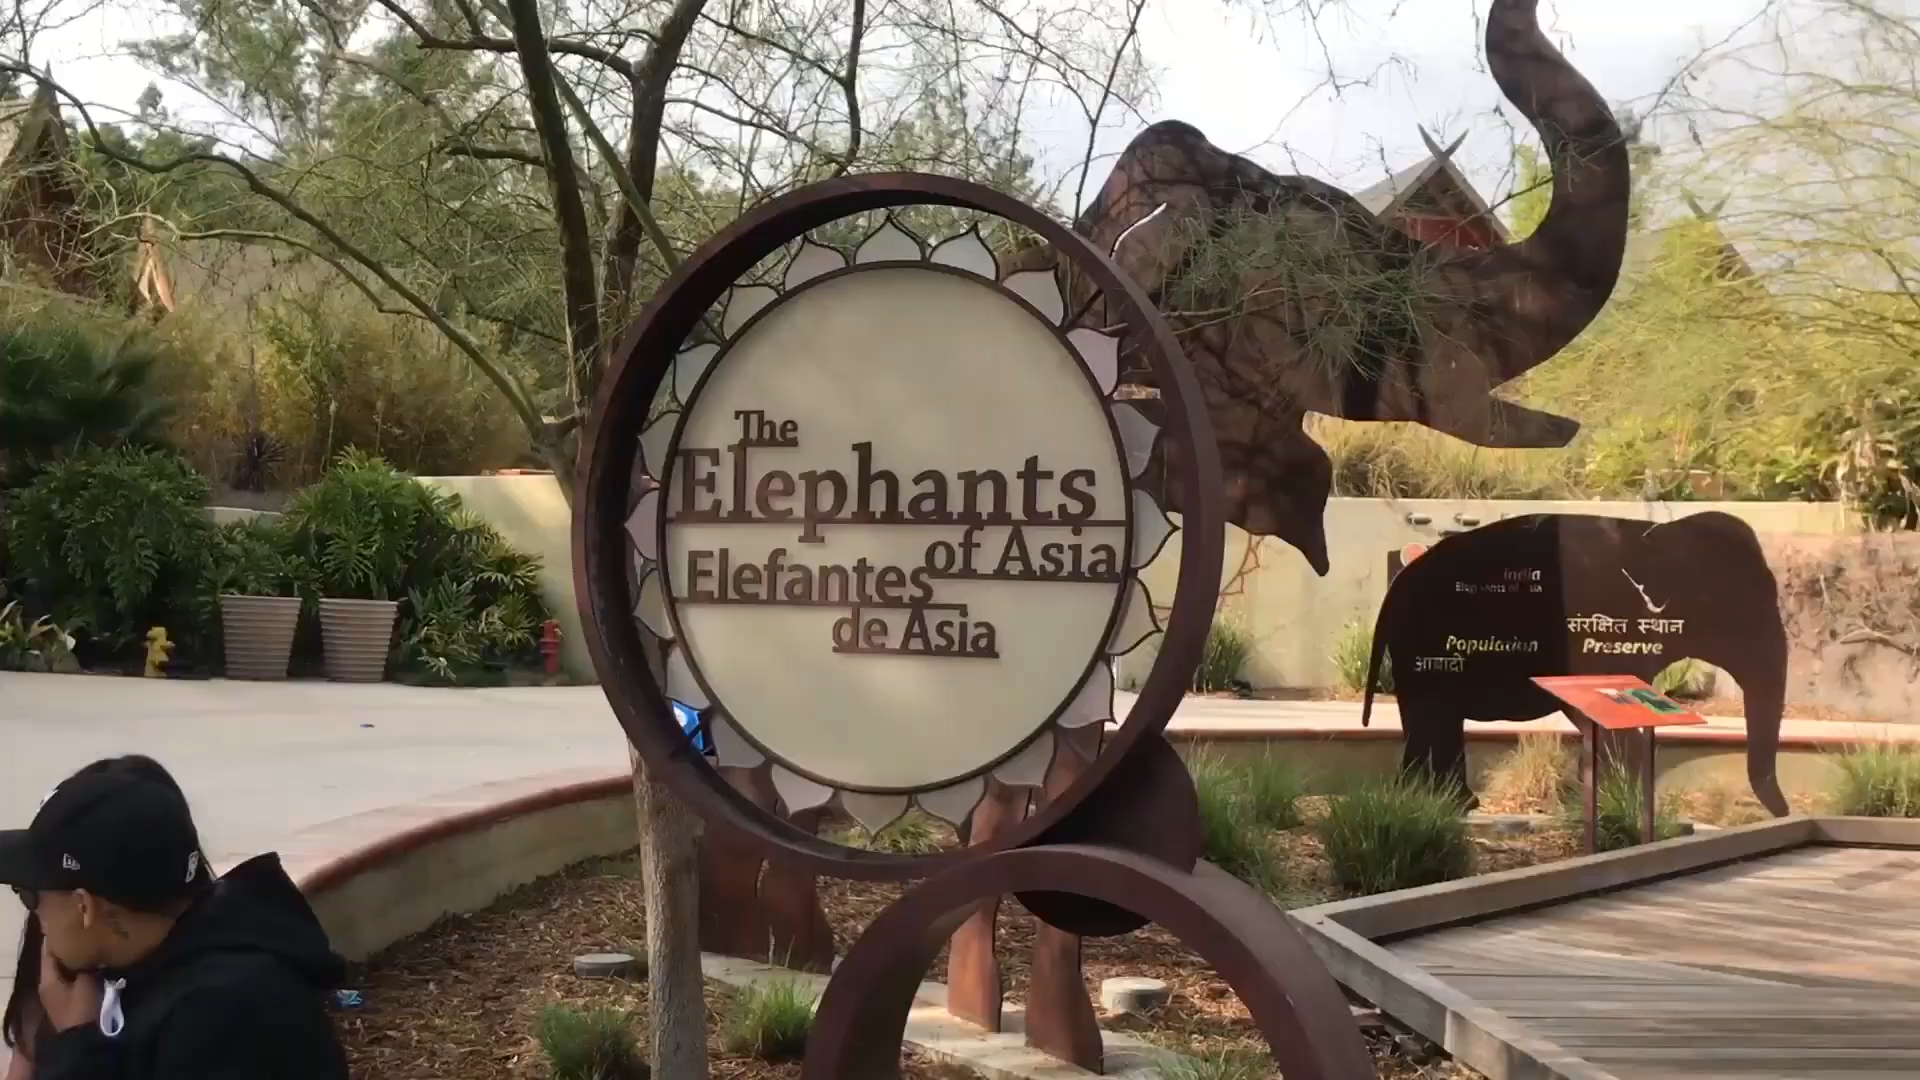 The
Elephants
of Asia
Elefantes
de Asia
India
Elephants of Asia
संरक्षित स्थान
Population
Preserve
आबादी